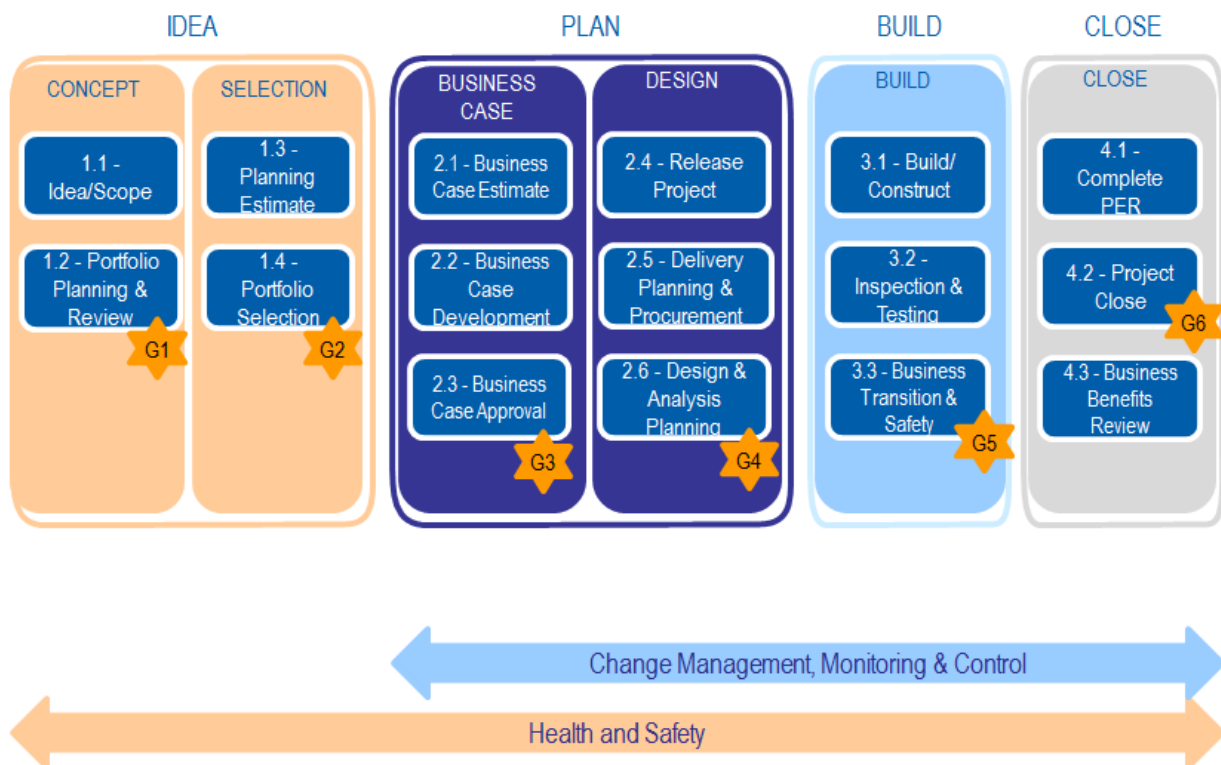 IDEA
PLAN
BUILD
CLOSE
CONCEPT
SELECTION
BUSINESS
CASE
DESIGN
BUILD
CLOSE
1.1 -
Idea/Scope
1.2 - Portfolio
Planning &
Review
G1
1.3 –
Planning
Estimate
1.4 -
Portfolio
Selection
G2
2.1 - Business
Case Estimate
2.2 - Business
Case
Development
2.3 - Business
Case Approval
G3
2.4 - Release
Project
2.5 - Delivery
Planning &
Procurement
2.6 - Design &
Analysis
Planning
G4
3.1 - Build/
Construct
3.2 -
Inspection &
Testing
3.3 - Business
Transition &
Safety
G5
4.1 -
Complete
PER
4.2 - Project
Close
G6
4.3 - Business
Benefits
Review
Change Management, Monitoring & Control
Health and Safety